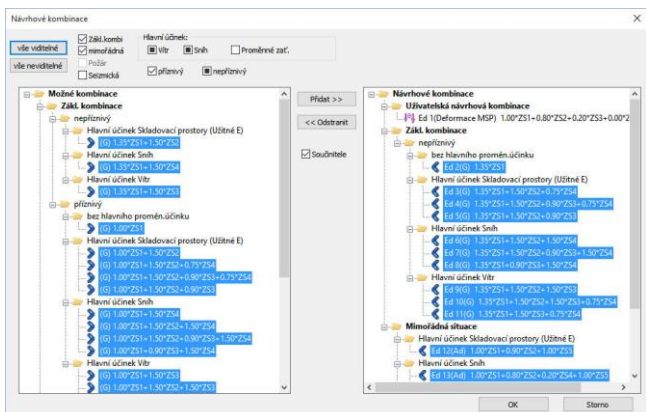 Návrhové kombinace
vše viditelné
vše neviditelné
Zákl.kombi
mimořádná
Požár
Seizmická
Hlavní účinek:
Vítr Sníh Proměnné zať.
příznivý nepříznivý
Možné kombinace
Zákl. kombinace
nepříznivý
Hlavní účinek Skladovací prostory (Užitné E)
(G) 1.35*ZS1+1.50*ZS2
Hlavní účinek Sníh
(G) 1.35*ZS1+1.50*ZS4
Hlavní účinek Vítr
(G) 1.35*ZS1+1.50*ZS3
příznivý
bez hlavního promén.účinku
(G) 1.00*ZS1
Hlavní účinek Skladovací prostory (Užitné E)
(G) 1.00*ZS1+1.50*ZS2
(G) 1.00*ZS1+1.50*ZS2+0.75*ZS4
(G) 1.00*ZS1+1.50*ZS2+0.90*ZS3+0.75*ZS4
(G) 1.00*ZS1+1.50*ZS2+0.90*ZS3
Hlavní účinek Sníh
(G) 1.00*ZS1+1.50*ZS4
(G) 1.00*ZS1+1.50*ZS2+1.50*ZS4
(G) 1.00*ZS1+1.50*ZS2+0.90*ZS3+1.50*ZS4
(G) 1.00*ZS1+0.90*ZS3+1.50*ZS4
Hlavní účinek Vítr
(G) 1.00*ZS1+1.50*ZS3
(G) 1.00*ZS1+1.50*ZS2+1.50*ZS3
Přidat >>
<< Odstranit
Součinitele
Návrhové kombinace
Uživatelská návrhová kombinace
Ed 1(Deformace MSP) 1.00*ZS1+0.80*ZS2+0.20*ZS3+0.00*Z
Zákl. kombinace
nepříznivý
bez hlavního promén.účinku
Ed 2(G) 1.35*ZS1
Hlavní účinek Skladovací prostory (Užitné E)
Ed 3(G) 1.35*ZS1+1.50*ZS2+0.75*ZS4
Ed 4(G) 1.35*ZS1+1.50*ZS2+0.90*ZS3+0.75*ZS4
Ed 5(G) 1.35*ZS1+1.50*ZS2+0.90*ZS3
Hlavní účinek Sníh
Ed 6(G) 1.35*ZS1+1.50*ZS2+1.50*ZS4
Ed 7(G) 1.35*ZS1+1.50*ZS2+0.90*ZS3+1.50*ZS4
Ed 8(G) 1.35*ZS1+0.90*ZS3+1.50*ZS4
Hlavní účinek Vítr
Ed 9(G) 1.35*ZS1+1.50*ZS2+1.50*ZS3
Ed 10(G) 1.35*ZS1+1.50*ZS2+1.50*ZS3+0.75*ZS4
Ed 11(G) 1.35*ZS1+1.50*ZS3+0.75*ZS4
Mimořádná situace
Hlavní účinek Skladovací prostory (Užitné E)
Ed 12(Ad) 1.00*ZS1+0.90*ZS2+1.00*ZS5
Hlavní účinek Sníh
Ed 13(Ad) 1.00*ZS1+0.80*ZS2+0.20*ZS4+1.00*ZS5
OK Storno